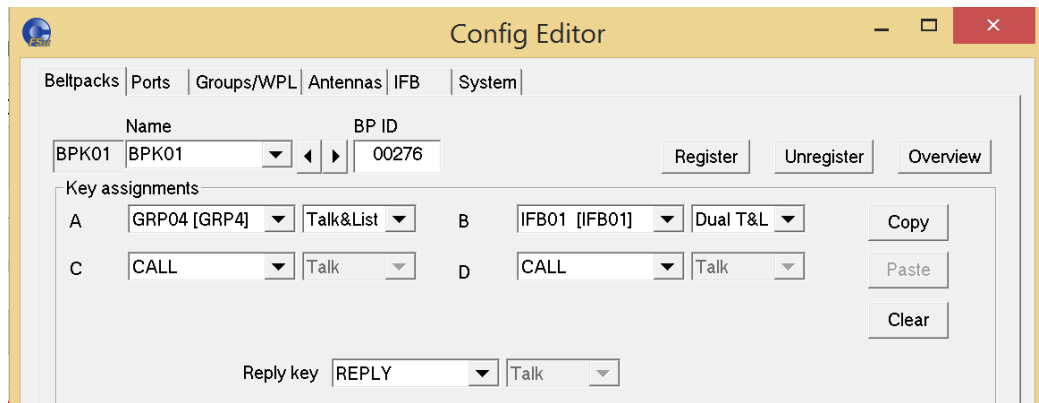 Config Editor
Beltpacks Ports Groups/WPL Antennas IFB System
Name BP ID
BPK01 BPK01 00276 Register Unregister Overview
Key assignments
A GRP04 [GRP4] Talk&List B IFB01 [IFB01] Dual T&L Copy
C CALL Talk D CALL Talk Paste
Clear
Reply key REPLY Talk